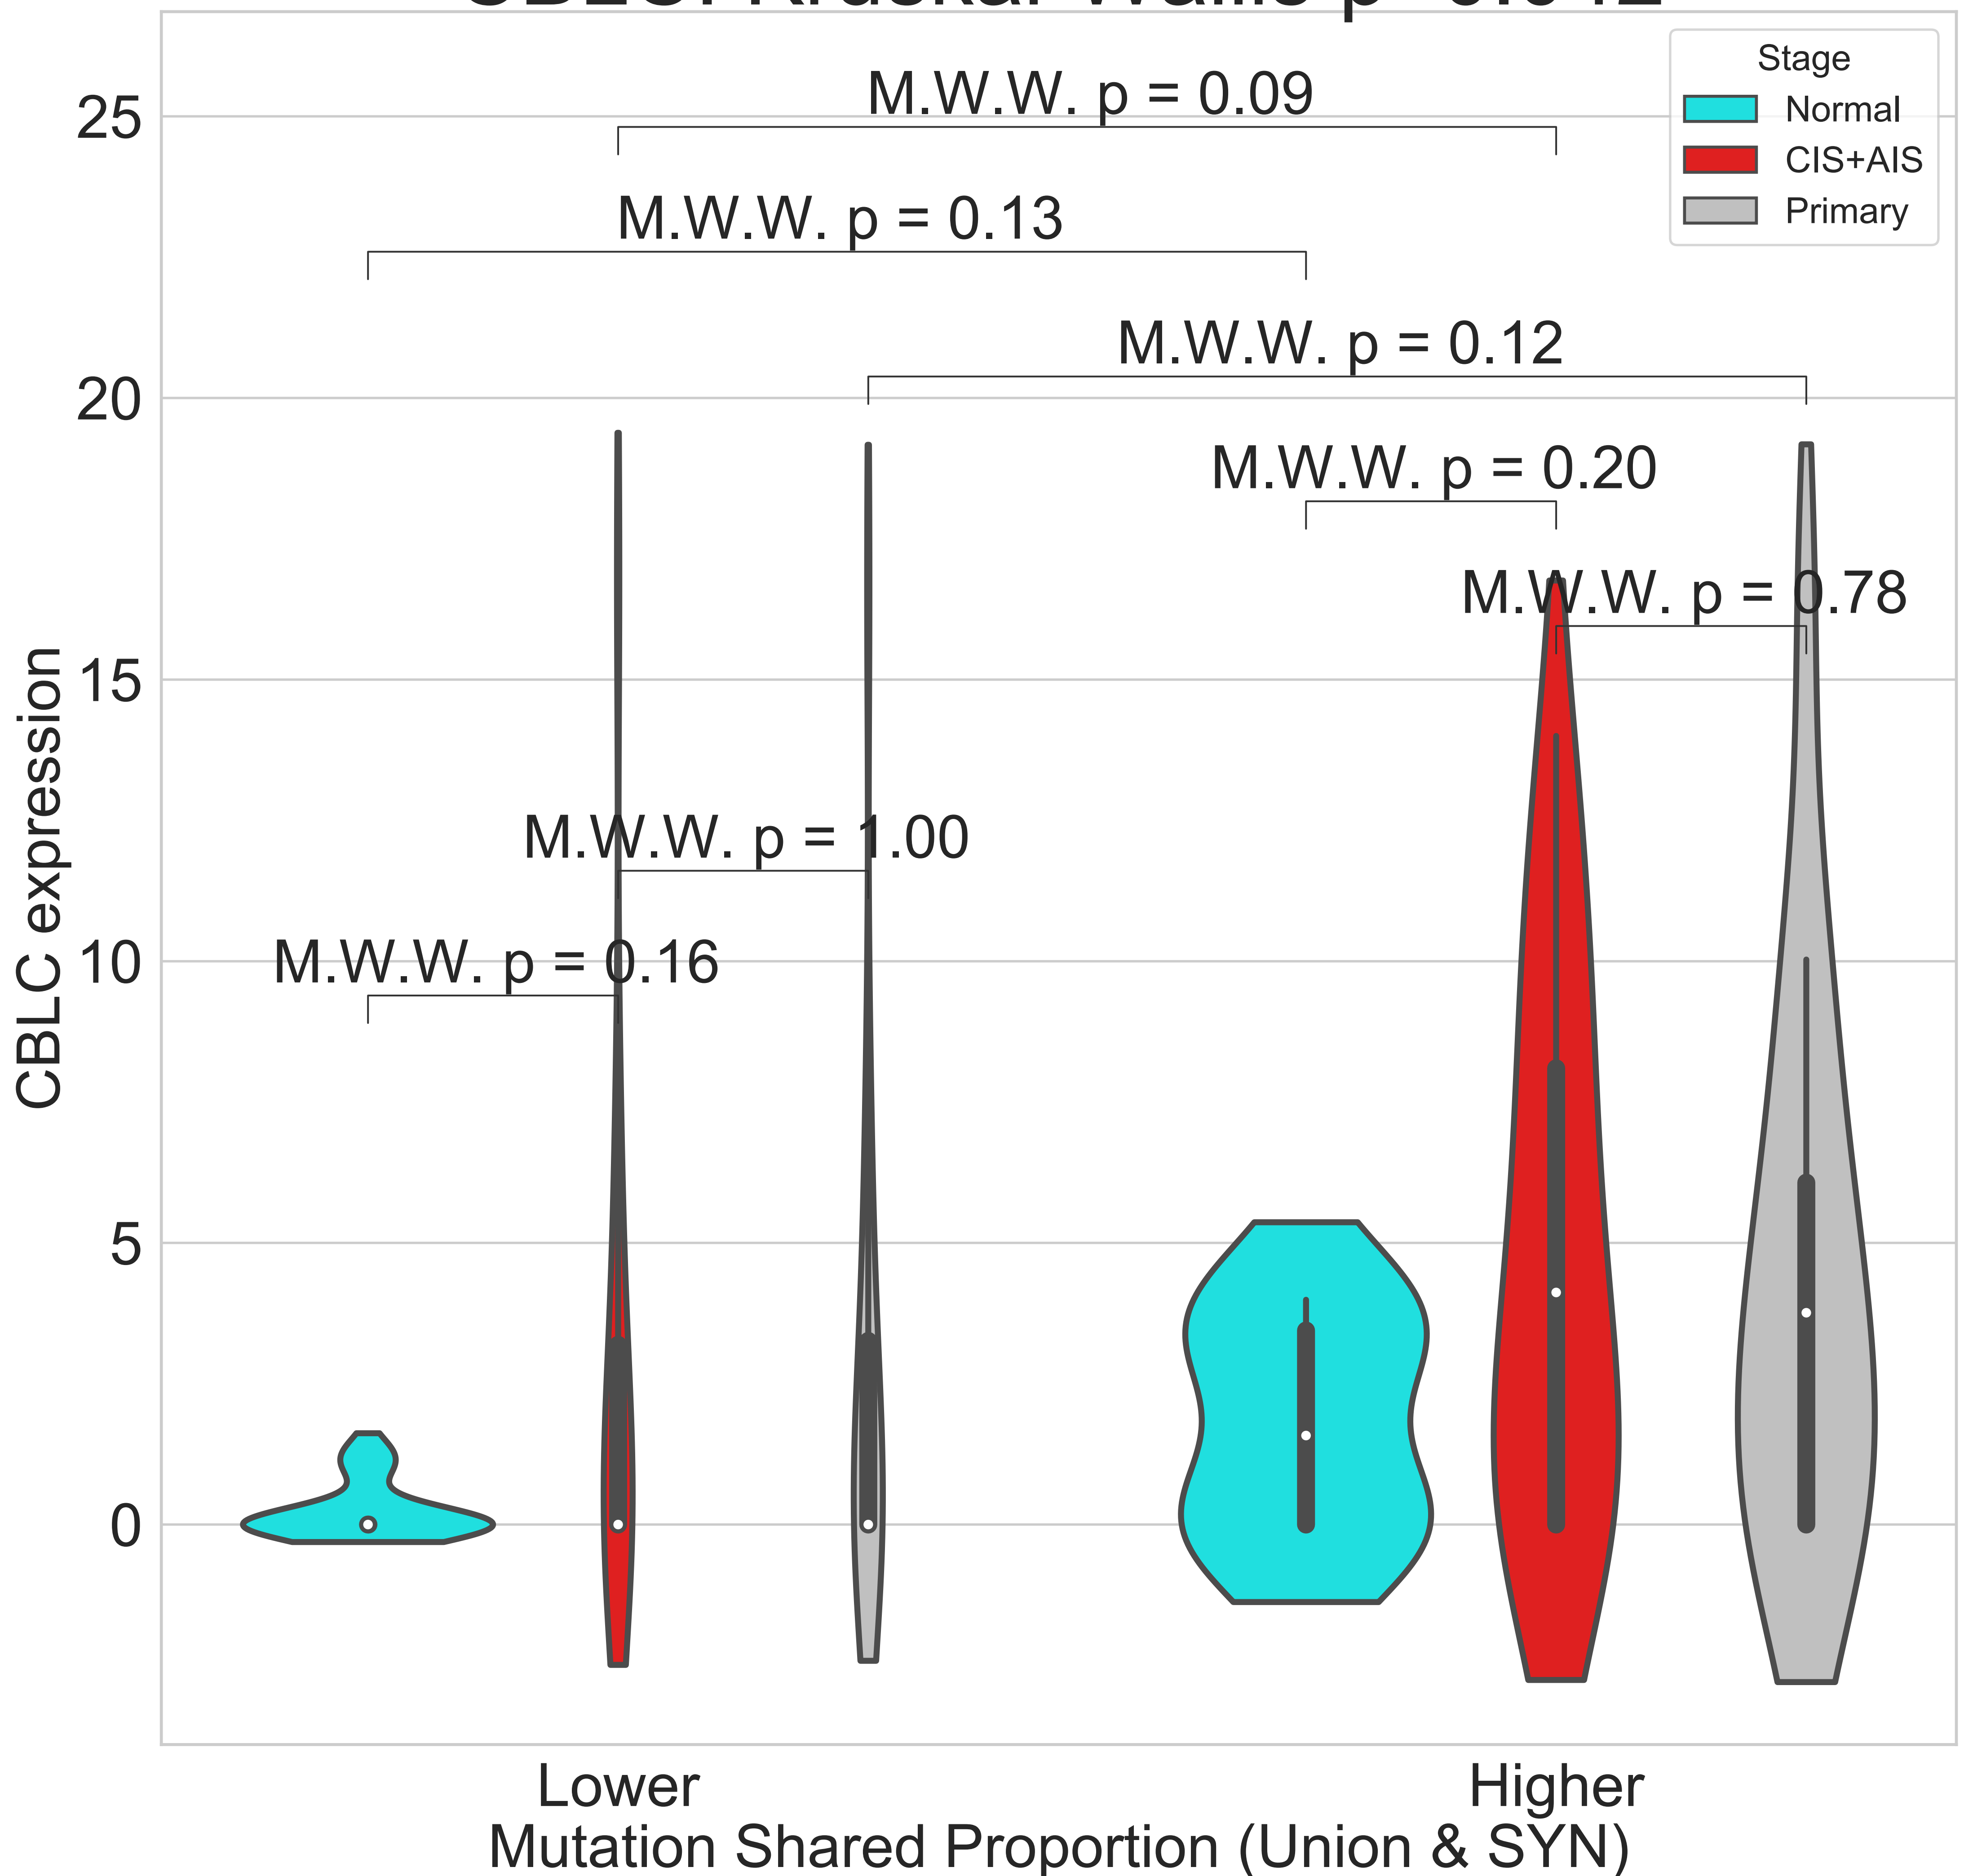 Stage
Normal
CIS+AIS
Primary
M.W.W. p = 0.09
M.W.W. p = 0.13
M.W.W. p = 0.12
M.W.W. p = 0.20
M.W.W. p = 0.78
M.W.W. p = 1.00
M.W.W. p = 0.16
25
20
15
10
5
0
CBLC expression
Lower
Higher
Mutation Shared Proportion (Union & SYN)